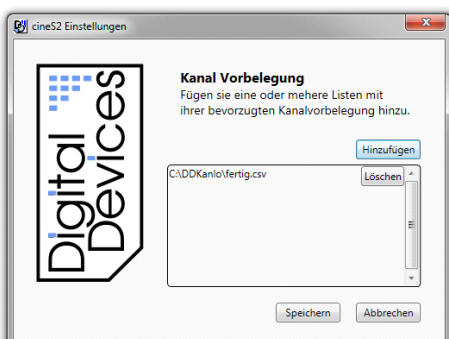 cineS2 Einstellungen
Digital
Devices
Kanal Vorbelegung
Fügen sie eine oder mehere Listen mit
ihrer bevorzugten Kanalvorbelegung hinzu.
Hinzufügen
C:\DDKanlo\fertig.csv
Löschen
Speichern
Abbrechen